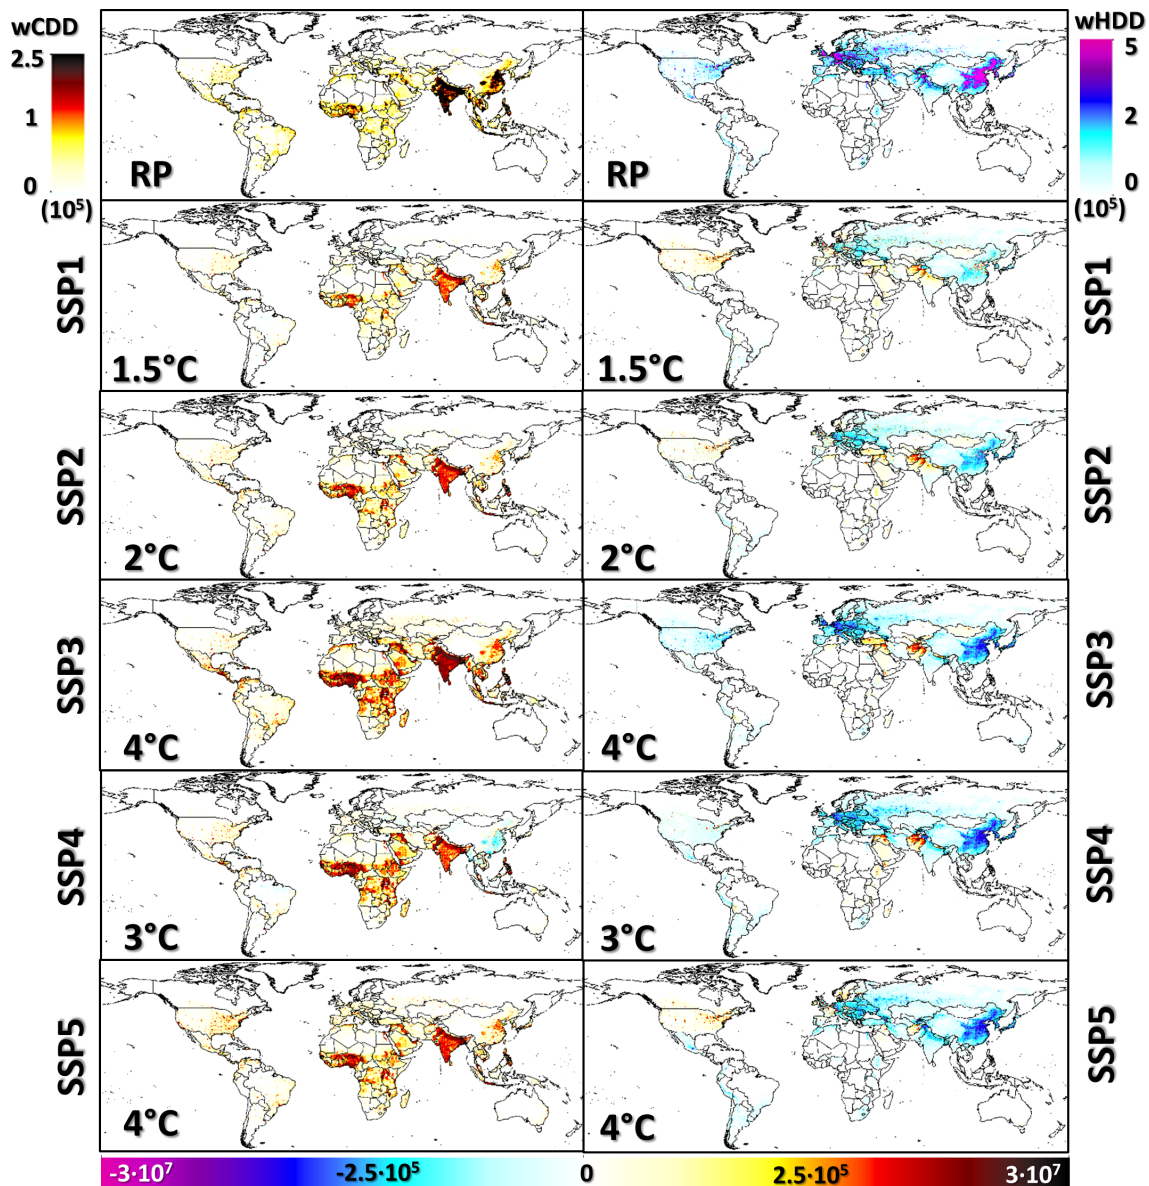 wCDD
2.5
1
0
(10⁵)
wHDD
5
2
0
(10⁵)
RP
RP
SSP1
1.5°C
1.5°C
SSP1
SSP2
2°C
2°C
SSP2
SSP3
4°C
4°C
SSP3
SSP4
3°C
3°C
SSP4
SSP5
4°C
4°C
SSP5
-3·10⁷
-2.5·10⁵
0
2.5·10⁵
3·10⁷